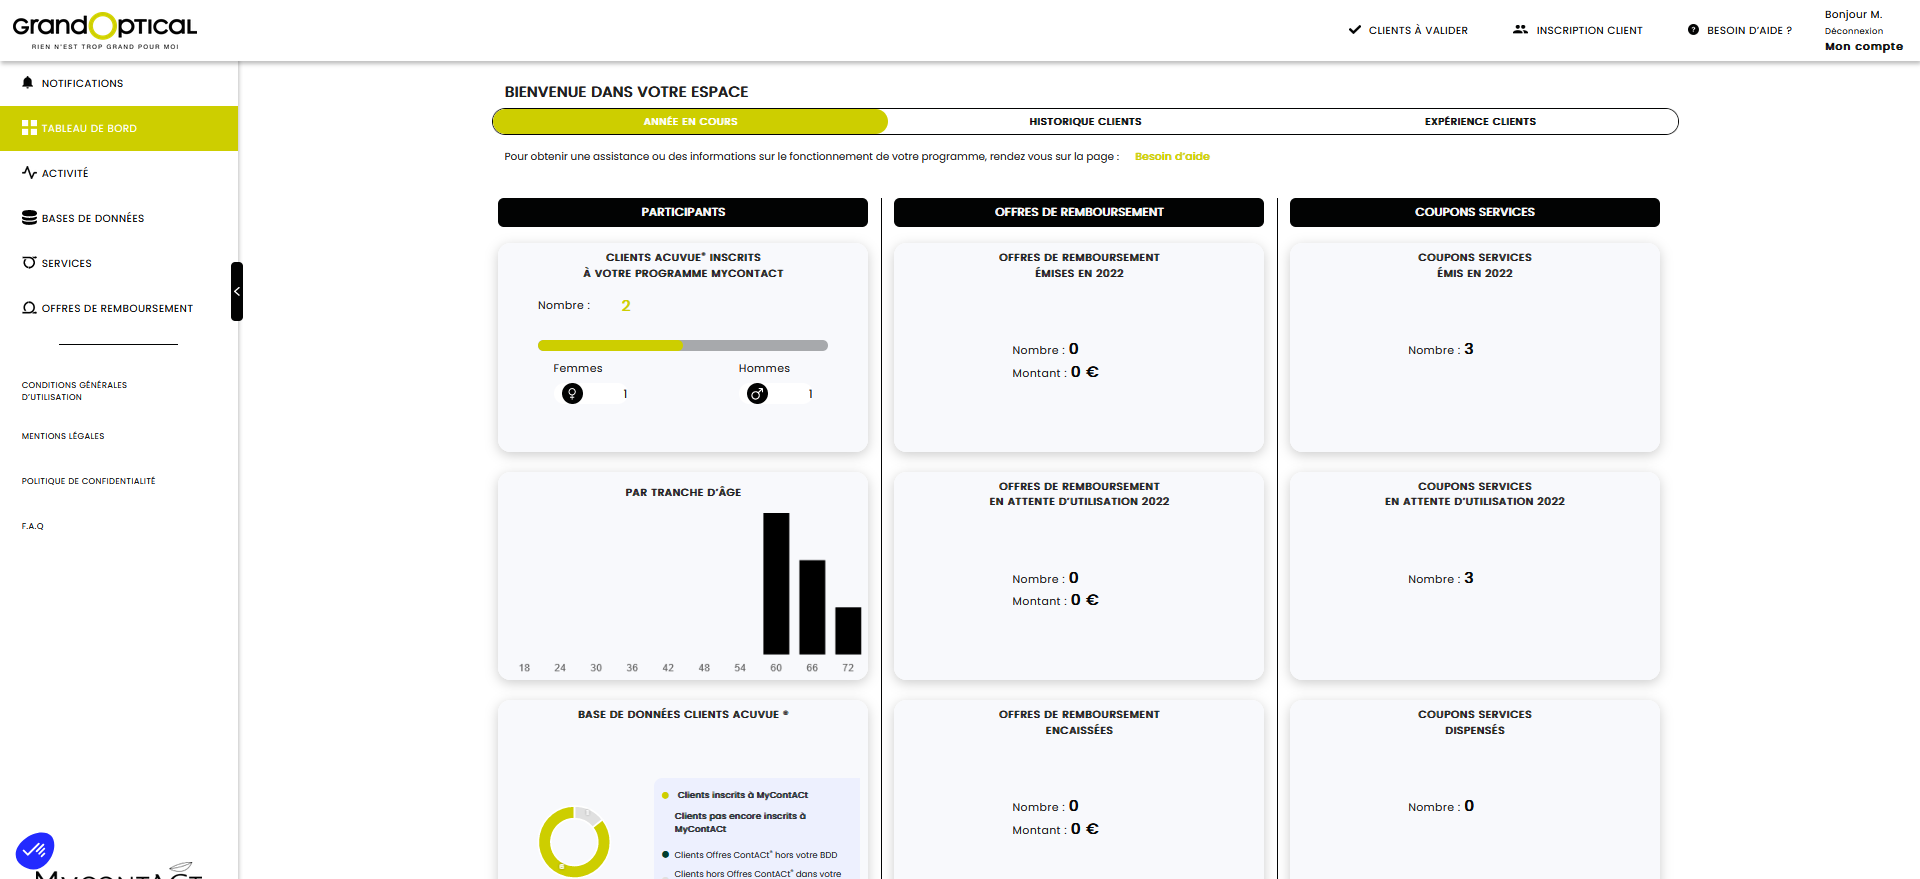 GrandOptical
RIEN N'EST TROP GRAND POUR MOI
CLIENTS À VALIDER
INSCRIPTION CLIENT
BESOIN D'AIDE ?
Bonjour M.
Déconnexion
Mon compte
NOTIFICATIONS
TABLEAU DE BORD
ACTIVITÉ
BASES DE DONNÉES
SERVICES
OFFRES DE REMBOURSEMENT
CONDITIONS GÉNÉRALES
D'UTILISATION
MENTIONS LÉGALES
POLITIQUE DE CONFIDENTIALITÉ
F.A.Q
MYCONTACT
BIENVENUE DANS VOTRE ESPACE
ANNÉE EN COURS
HISTORIQUE CLIENTS
EXPÉRIENCE CLIENTS
Pour obtenir une assistance ou des informations sur le fonctionnement de votre programme, rendez vous sur la page : Besoin d'aide
PARTICIPANTS
CLIENTS ACUVUE® INSCRITS
À VOTRE PROGRAMME MYCONTACT
Nombre : 2
Femmes
Hommes
1
1
PAR TRANCHE D'ÂGE
18 24 30 36 42 48 54 60 66 72
BASE DE DONNÉES CLIENTS ACUVUE ®
Clients inscrits à MyContACt
Clients pas encore inscrits à
MyContACt
Clients Offres ContACt® hors votre BDD
Clients hors Offres ContACt® dans votre
OFFRES DE REMBOURSEMENT
OFFRES DE REMBOURSEMENT
ÉMISES EN 2022
Nombre : 0
Montant : 0 €
OFFRES DE REMBOURSEMENT
EN ATTENTE D'UTILISATION 2022
Nombre : 0
Montant : 0 €
OFFRES DE REMBOURSEMENT
ENCAISSÉES
Nombre : 0
Montant : 0 €
COUPONS SERVICES
COUPONS SERVICES
ÉMIS EN 2022
Nombre : 3
COUPONS SERVICES
EN ATTENTE D'UTILISATION 2022
Nombre : 3
COUPONS SERVICES
DISPENSÉS
Nombre : 0